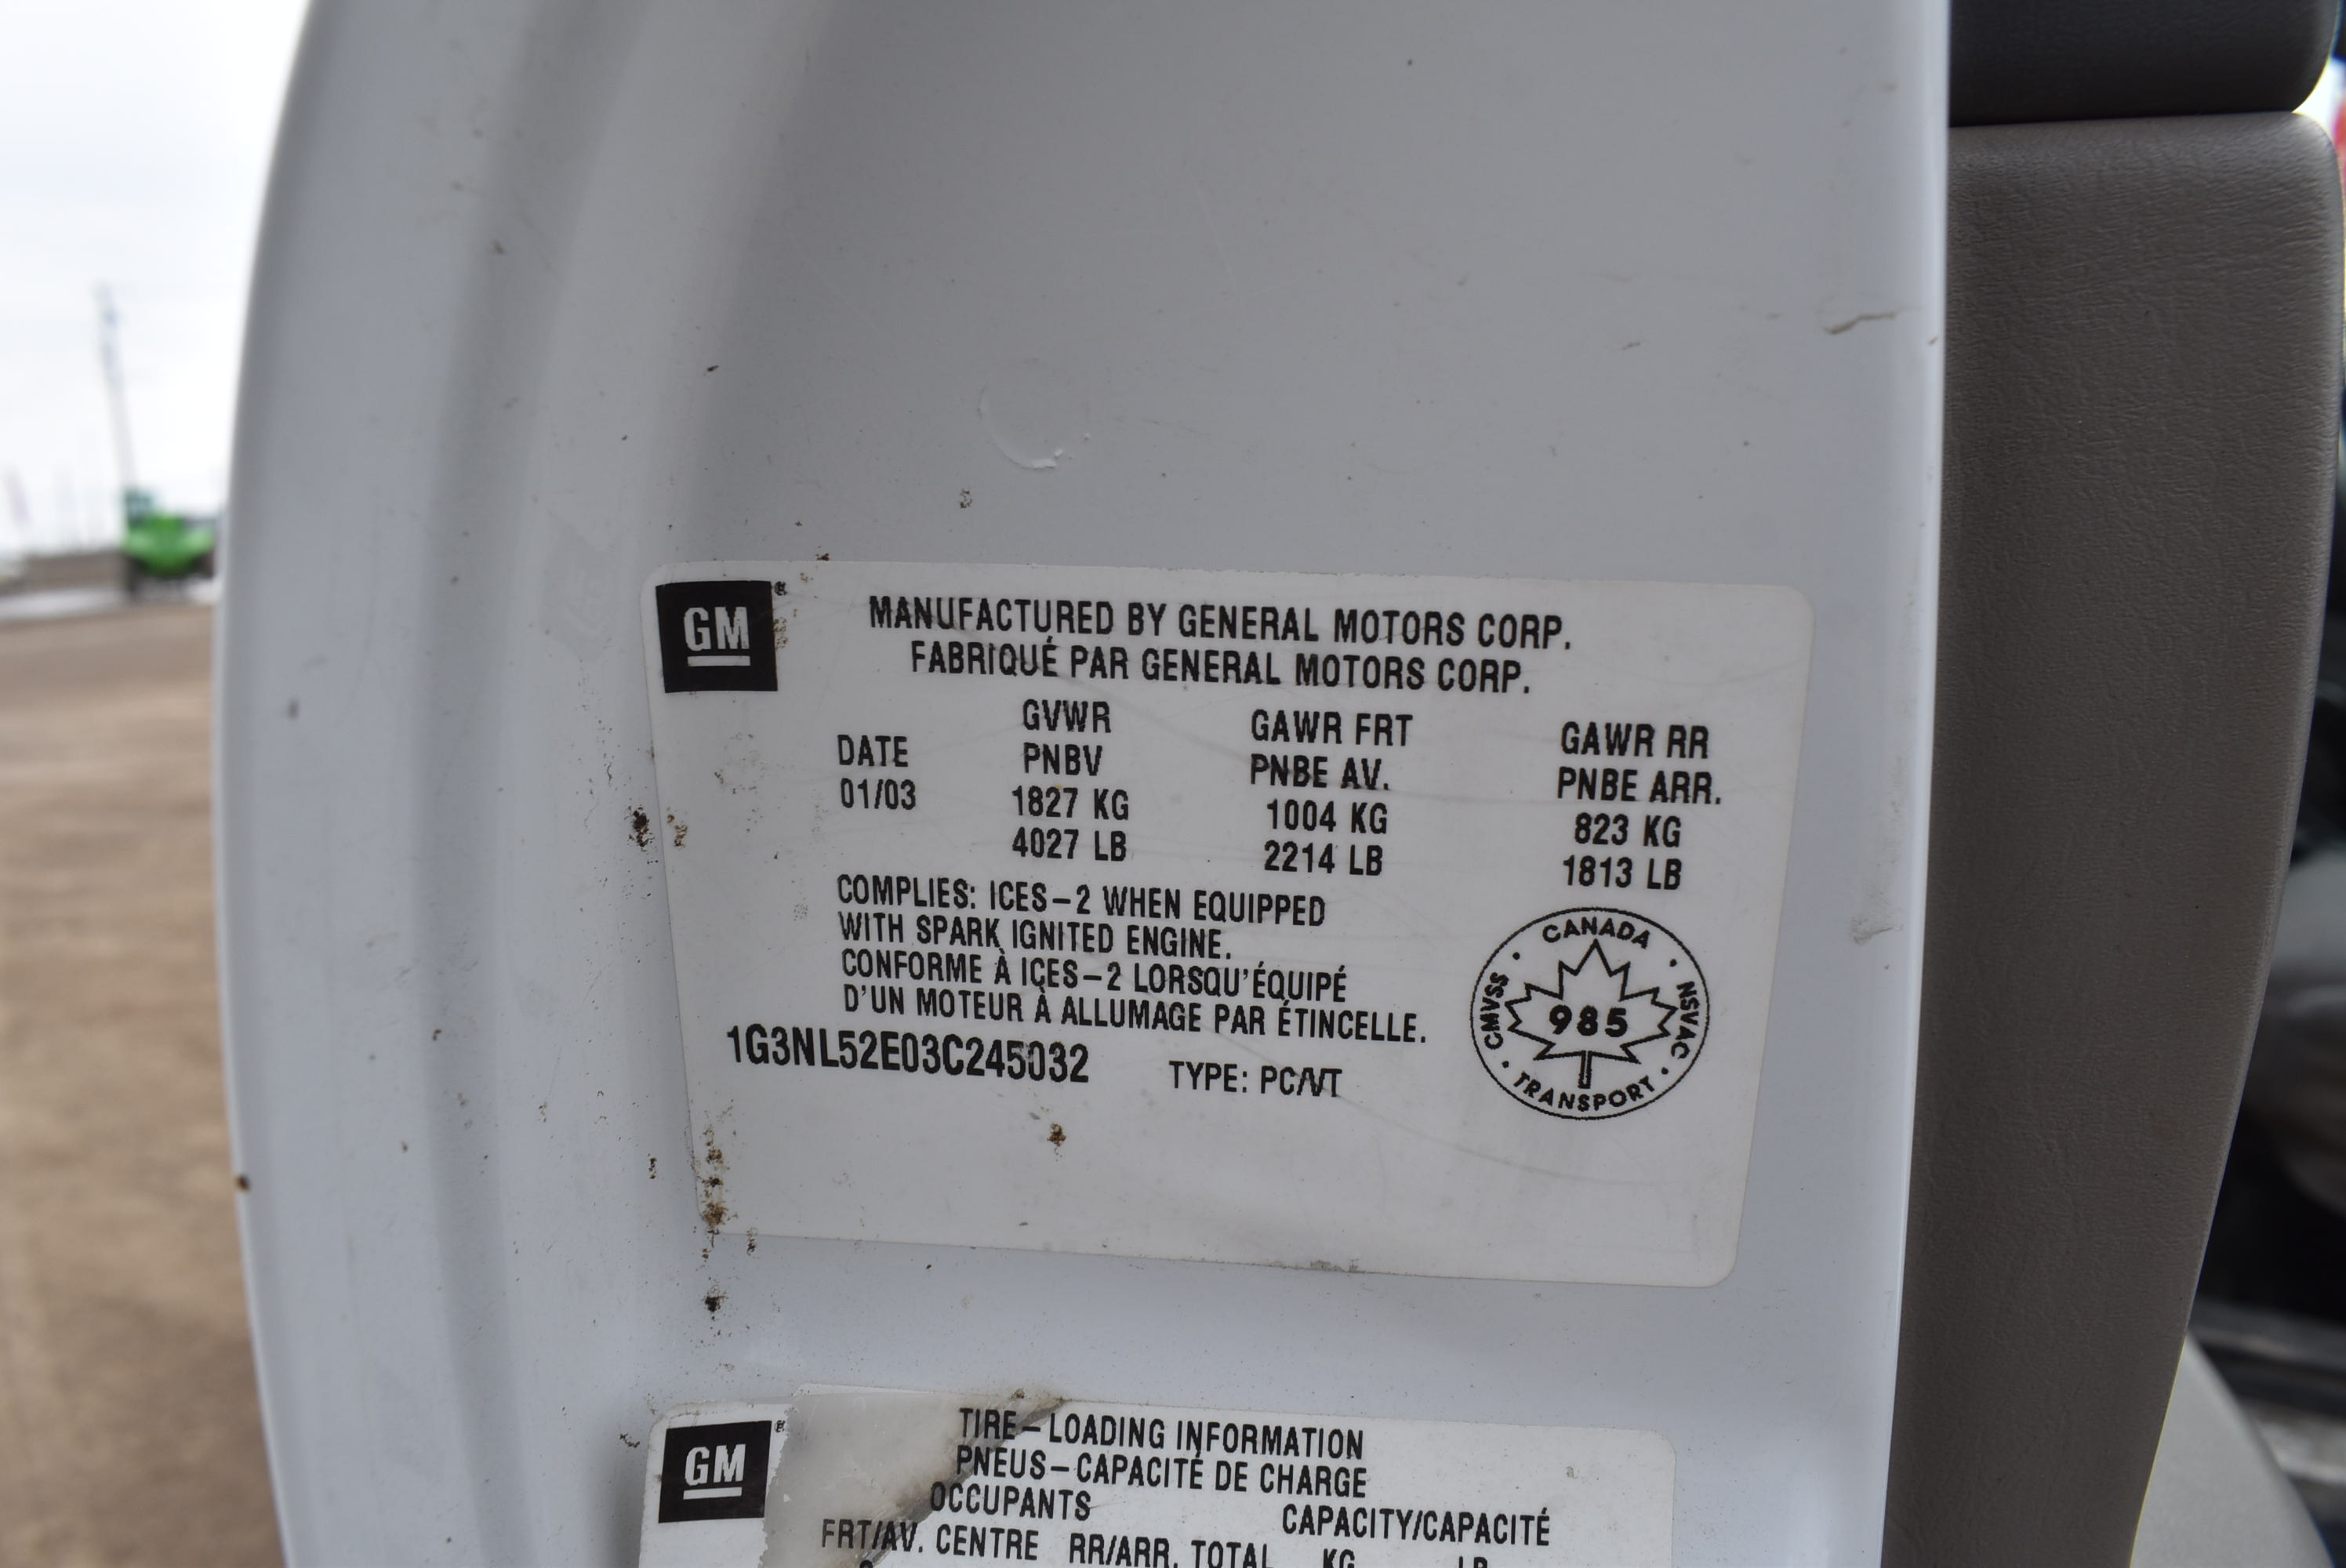 GM
MANUFACTURED BY GENERAL MOTORS CORP.
FABRIQUÉ PAR GENERAL MOTORS CORP.
DATE GVWR GAWR FRT GAWR RR
PNBV PNBE AV. PNBE ARR.
01/03 1827 KG 1004 KG 823 KG
4027 LB 2214 LB 1813 LB
COMPLIES: ICES-2 WHEN EQUIPPED
WITH SPARK IGNITED ENGINE.
CONFORME À ICES-2 LORSQU'ÉQUIPÉ
D'UN MOTEUR À ALLUMAGE PAR ÉTINCELLE.
1G3NL52E03C245032 TYPE: PC/VT
CANADA
CMVSS 985 NSVAC
TRANSPORT
GM
TIRE-LOADING INFORMATION
PNEUS-CAPACITÉ DE CHARGE
OCCUPANTS CAPACITY/CAPACITÉ
FRT/AV. CENTRE RR/ARR. TOTAL KG LB